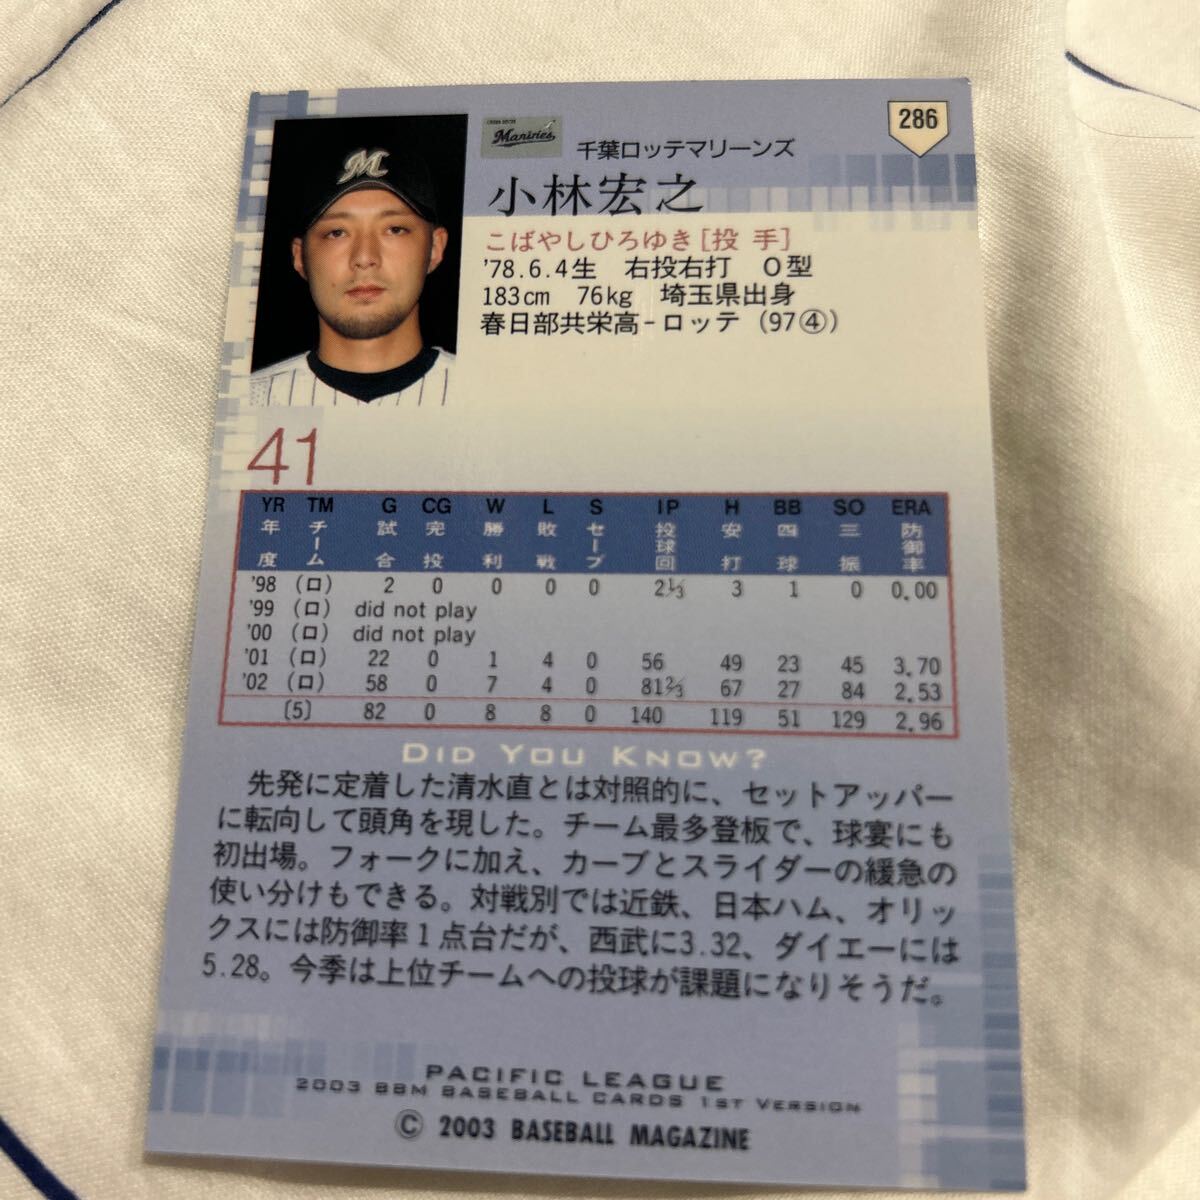 286
Marines
千葉ロッテマリーンズ
小林宏之
こばやしひろゆき[投 手]
'78.6.4生 右投右打 O型
183cm 76kg 埼玉県出身
春日部共栄高-ロッテ (97④)
M
41
YR TM G CG W L S IP H BB SO ERA
年度 チーム 試合 完投 勝利 敗戦 セーブ 投球回 安打 四球 三振 防御率
'98 (ロ) 2 0 0 0 0 2⅓ 3 1 0 0.00
'99 (ロ) did not play
'00 (ロ) did not play
'01 (ロ) 22 0 1 4 0 56 49 23 45 3.70
'02 (ロ) 58 0 7 4 0 81⅔ 67 27 84 2.53
[5] 82 0 8 8 0 140 119 51 129 2.96
DID YOU KNOW?
先発に定着した清水直とは対照的に、セットアッパー
に転向して頭角を現した。チーム最多登板で、球宴にも
初出場。フォークに加え、カーブとスライダーの緩急の
使い分けもできる。対戦別では近鉄、日本ハム、オリッ
クスには防御率1点台だが、西武に3.32、ダイエーには
5.28。今季は上位チームへの投球が課題になりそうだ。
PACIFIC LEAGUE
2003 BBM BASEBALL CARDS 1ST VERSION
© 2003 BASEBALL MAGAZINE